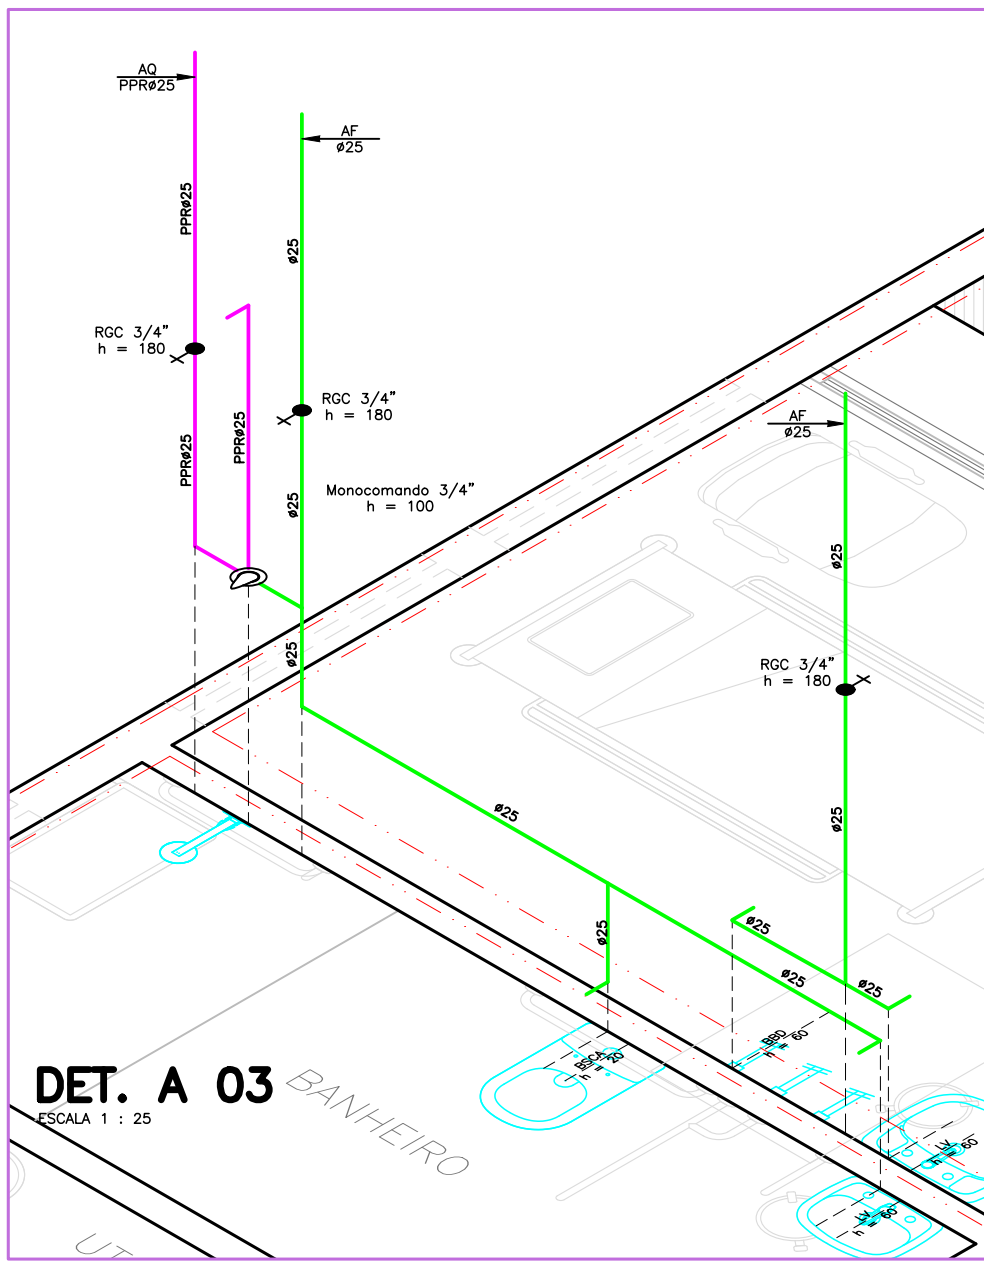 AQ
PPRø25
AF
ø25
PPRø25
ø25
RGC 3/4”
h = 180
RGC 3/4”
h = 180
AF
ø25
PPRø25
PPRø25
ø25
Monocomando 3/4”
h = 100
ø25
ø25
RGC 3/4”
h = 180
ø25
ø25
ø25
ø25
ø25
ø25
BSCA
h = 20
BBD
h = 60
DET. A 03
ESCALA 1 : 25
BANHEIRO
LV
h = 60
LV
h = 60
UT